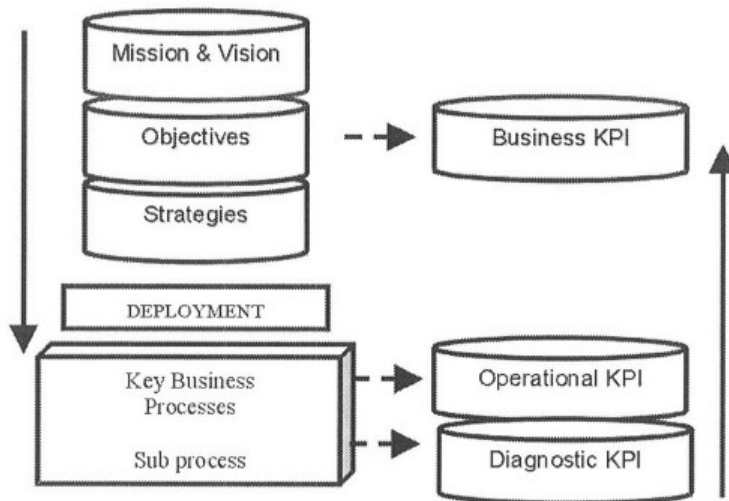 Mission & Vision
Objectives
Business KPI
Strategies
DEPLOYMENT
Key Business
Processes
Operational KPI
Sub process
Diagnostic KPI